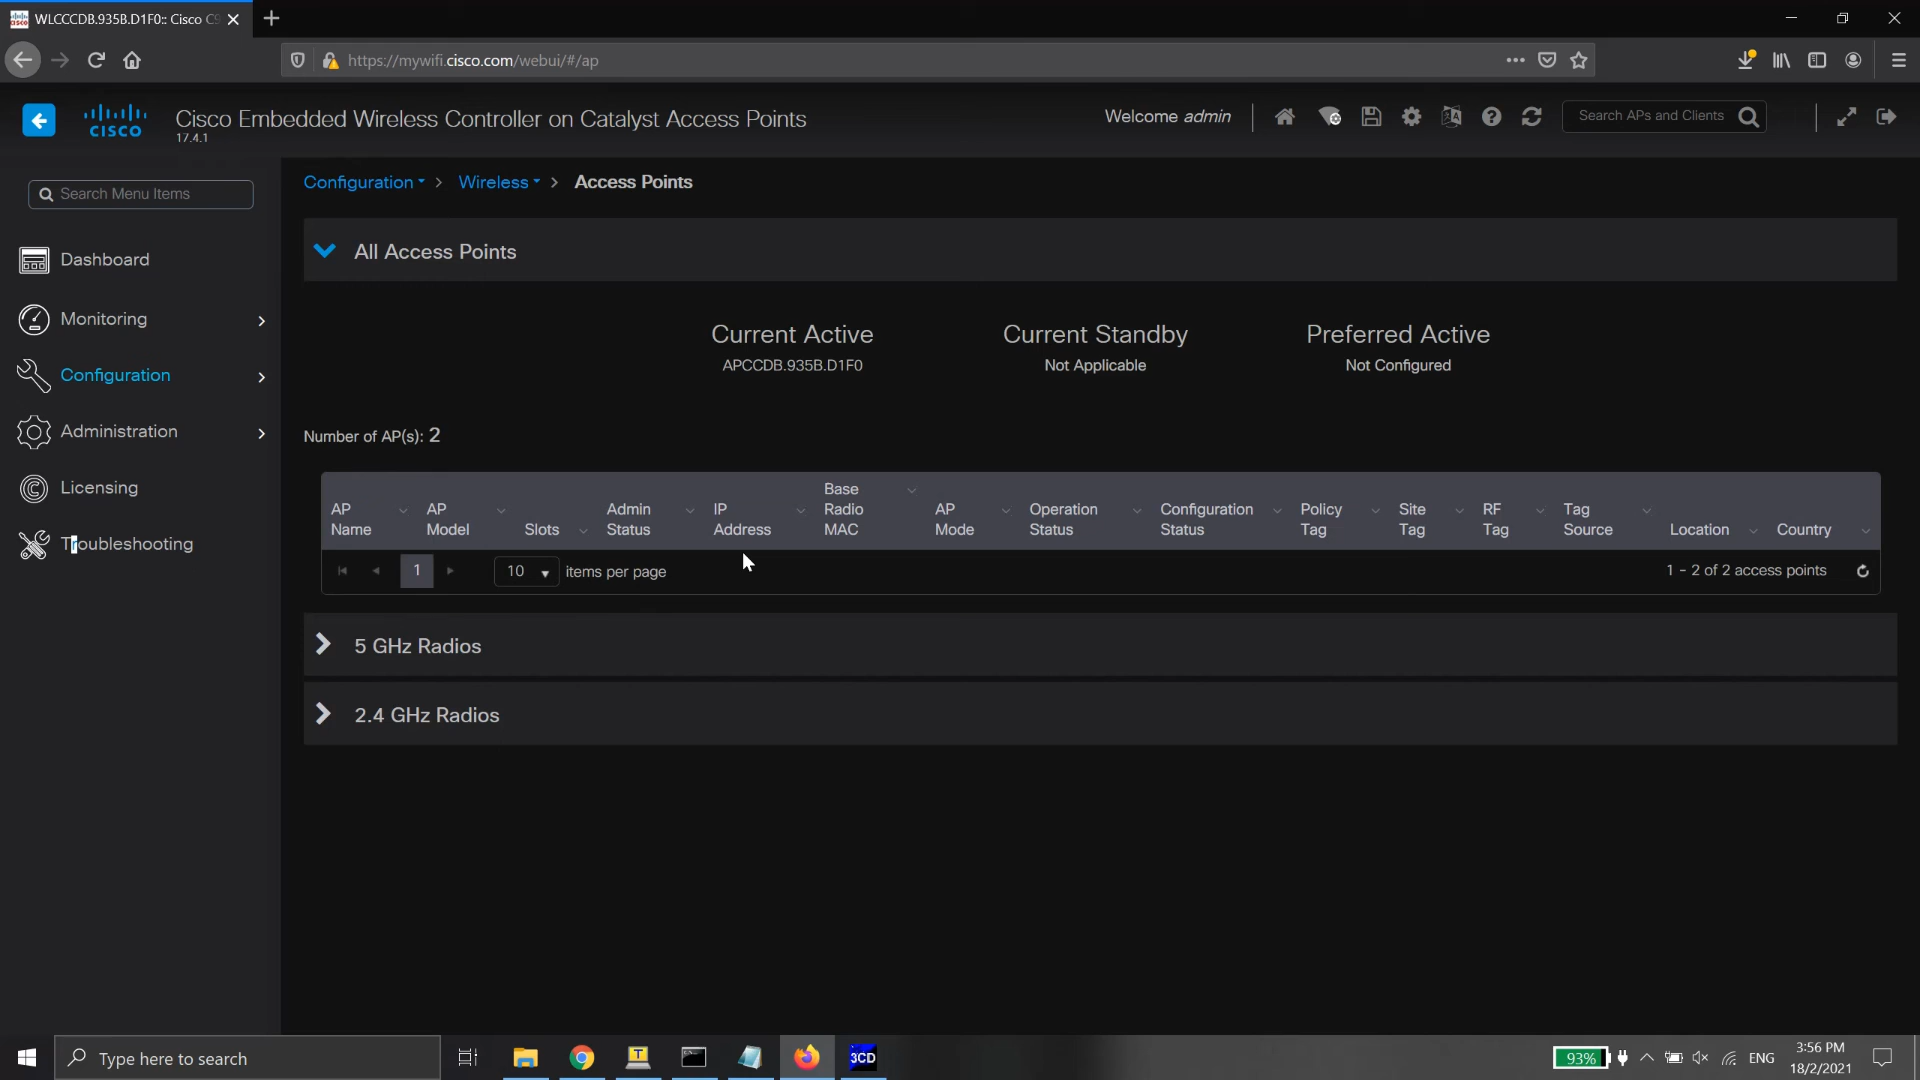 WLCCCDB.935B.D1F0:: Cisco C9
https://mywifi.cisco.com/webui/#/ap
CISCO
Cisco Embedded Wireless Controller on Catalyst Access Points
17.4.1
Welcome admin
Search APs and Clients
Search Menu Items
Dashboard
Monitoring
Configuration
Administration
Licensing
Troubleshooting
Configuration > Wireless > Access Points
All Access Points
Current Active
APCCDB.935B.D1F0
Current Standby
Not Applicable
Preferred Active
Not Configured
Number of AP(s): 2
AP Name
AP Model
Slots
Admin Status
IP Address
Base Radio MAC
AP Mode
Operation Status
Configuration Status
Policy Tag
Site Tag
RF Tag
Tag Source
Location
Country
1
10
items per page
1 - 2 of 2 access points
5 GHz Radios
2.4 GHz Radios
Type here to search
T
3CD
93%
ENG
3:56 PM
18/2/2021